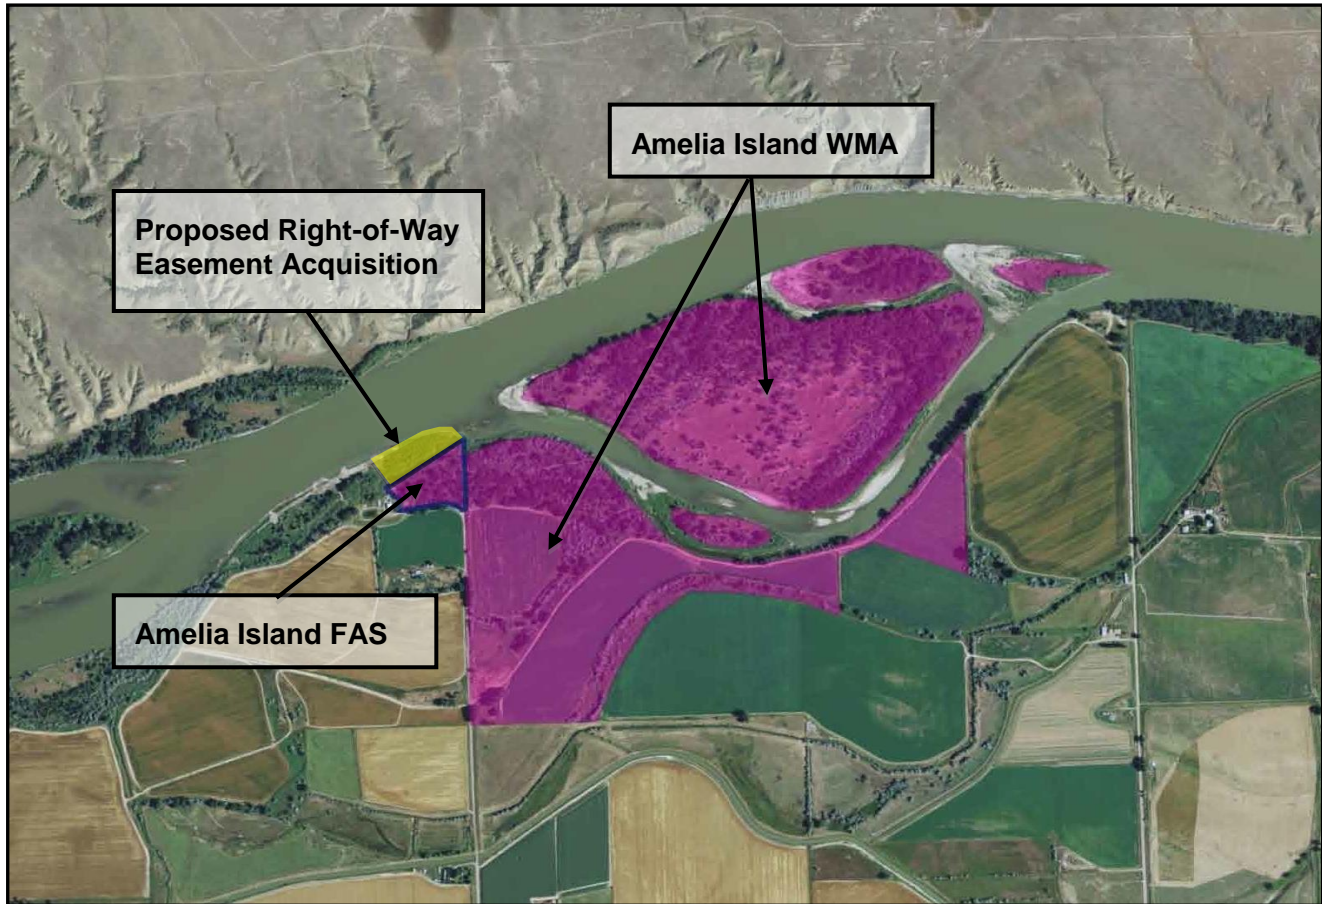 Amelia Island WMA
Proposed Right-of-Way
Easement Acquisition
Amelia Island FAS